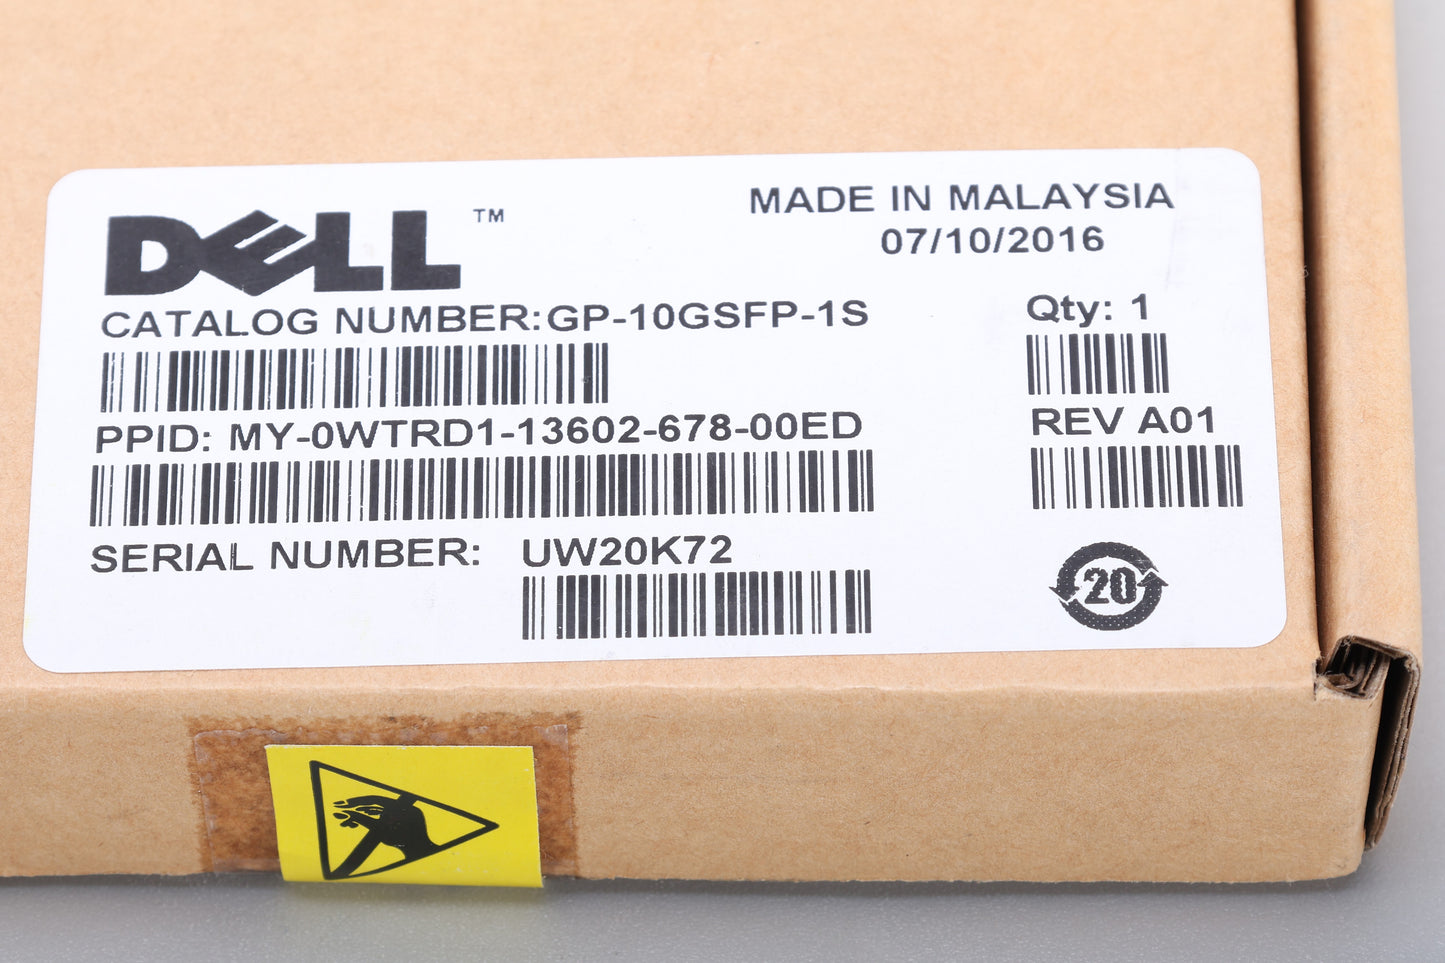 DELL™
MADE IN MALAYSIA
07/10/2016
CATALOG NUMBER:GP-10GSFP-1S
Qty: 1
PPID: MY-0WTRD1-13602-678-00ED
REV A01
SERIAL NUMBER: UW20K72
20